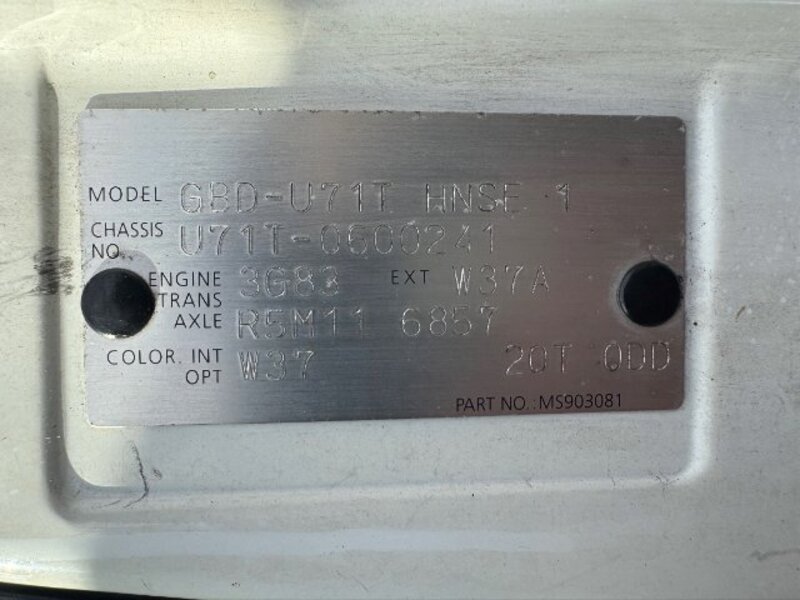 MODEL GBD-U71T HNSE 1
CHASSIS NO. U71T-0600241
ENGINE 3G83 EXT W37A
TRANS AXLE R5M11 6857
COLOR. INT OPT W37 20T 0DD
PART NO.:MS903081